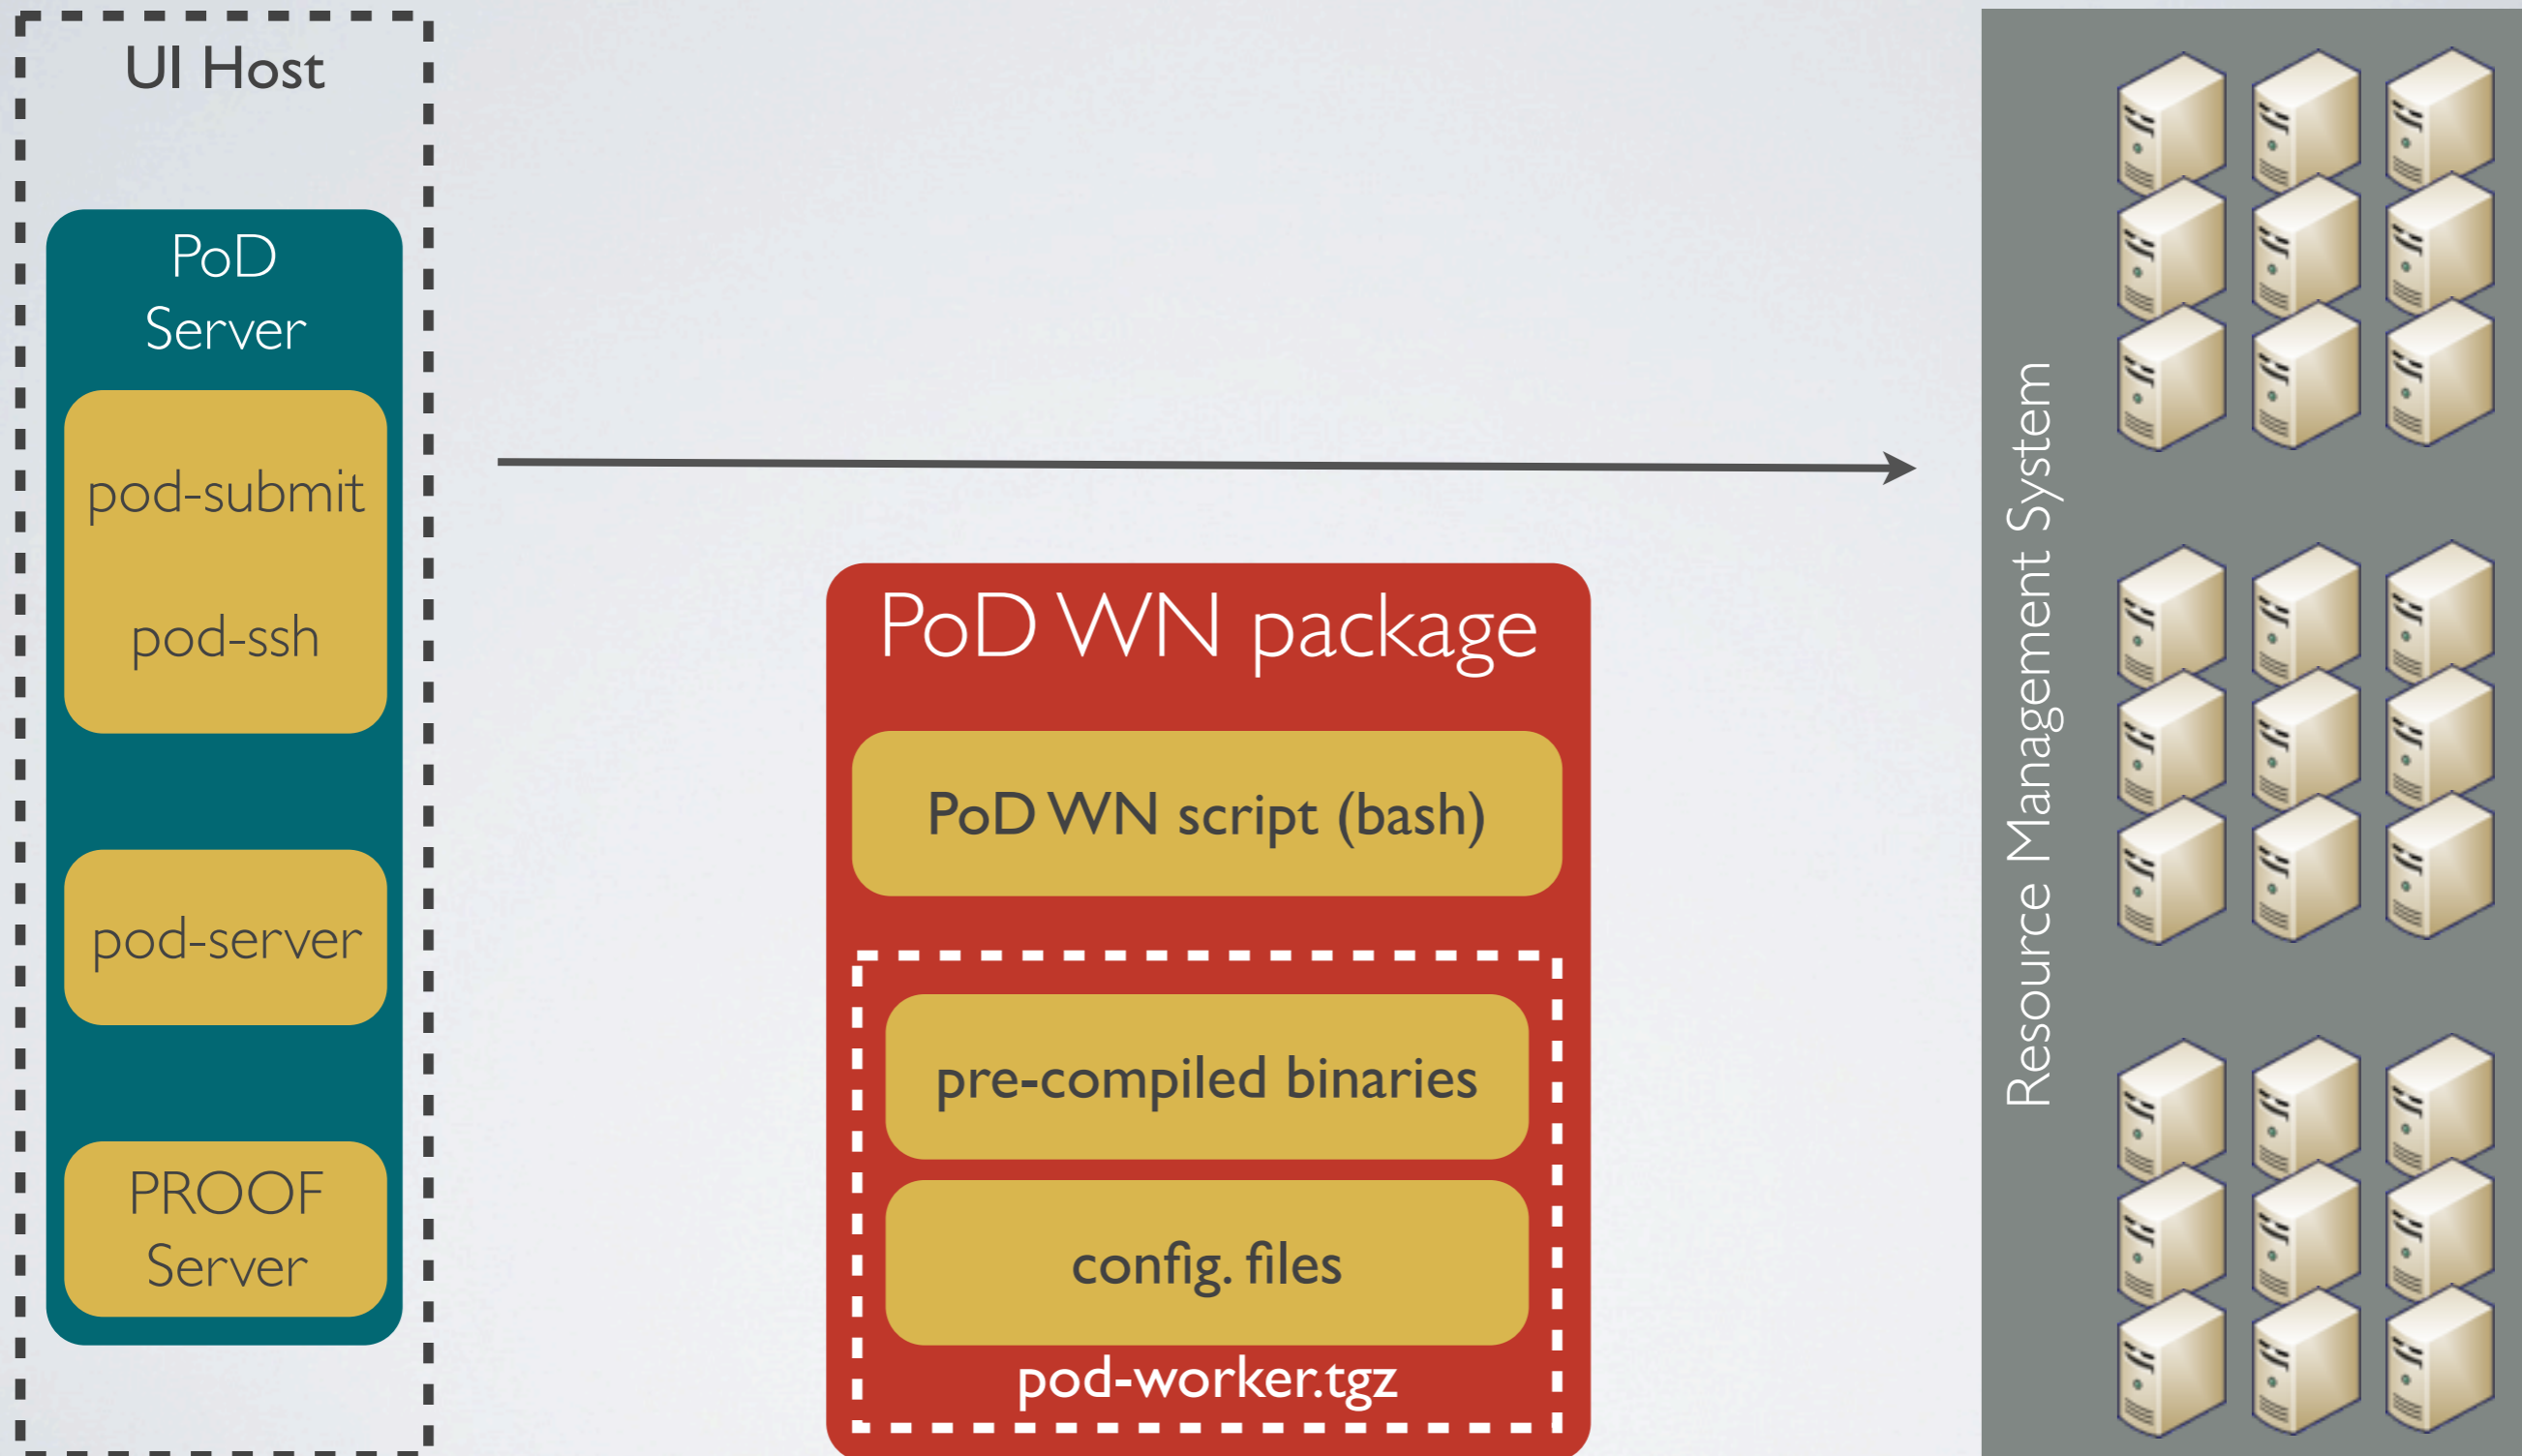 UI Host
PoD
Server
pod-submit
pod-ssh
pod-server
PROOF
Server
PoD WN package
PoD WN script (bash)
pre-compiled binaries
config. files
pod-worker.tgz
Resource Management System